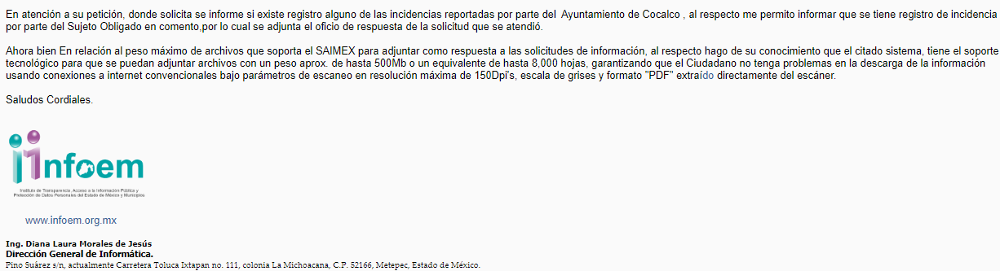 En atención a su petición, donde solicita se informe si existe registro alguno de las incidencias reportadas por parte del Ayuntamiento de Cocalco , al respecto me permito informar que se tiene registro de incidencia
por parte del Sujeto Obligado en comento,por lo cual se adjunta el oficio de respuesta de la solicitud que se atendió.
Ahora bien En relación al peso máximo de archivos que soporta el SAIMEX para adjuntar como respuesta a las solicitudes de información, al respecto hago de su conocimiento que el citado sistema, tiene el soporte
tecnológico para que se puedan adjuntar archivos con un peso aprox. de hasta 500Mb o un equivalente de hasta 8,000 hojas, garantizando que el Ciudadano no tenga problemas en la descarga de la información
usando conexiones a internet convencionales bajo parámetros de escaneo en resolución máxima de 150Dpi's, escala de grises y formato "PDF" extraído directamente del escáner.
Saludos Cordiales.
infoem
Instituto de Transparencia, Acceso a la Información Pública y
Protección de Datos Personales del Estado de México y Municipios
www.infoem.org.mx
Ing. Diana Laura Morales de Jesús
Dirección General de Informática.
Pino Suárez s/n, actualmente Carretera Toluca Ixtapan no. 111, colonia La Michoacana, C.P. 52166, Metepec, Estado de México.